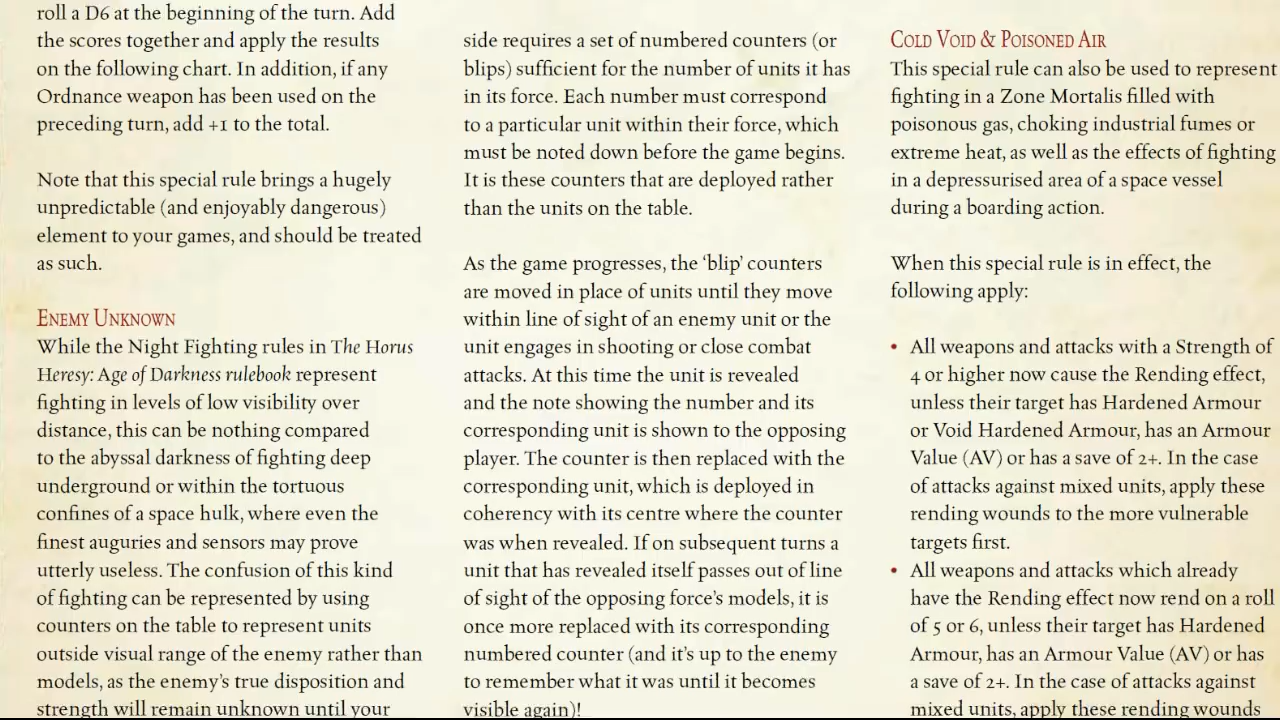 roll a D6 at the beginning of the turn. Add
the scores together and apply the results
on the following chart. In addition, if any
Ordnance weapon has been used on the
preceding turn, add +1 to the total.
Note that this special rule brings a hugely
unpredictable (and enjoyably dangerous)
element to your games, and should be treated
as such.
Enemy Unknown
While the Night Fighting rules in The Horus
Heresy: Age of Darkness rulebook represent
fighting in levels of low visibility over
distance, this can be nothing compared
to the abyssal darkness of fighting deep
underground or within the tortuous
confines of a space hulk, where even the
finest auguries and sensors may prove
utterly useless. The confusion of this kind
of fighting can be represented by using
counters on the table to represent units
outside visual range of the enemy rather than
models, as the enemy's true disposition and
strength will remain unknown until your
side requires a set of numbered counters (or
blips) sufficient for the number of units it has
in its force. Each number must correspond
to a particular unit within their force, which
must be noted down before the game begins.
It is these counters that are deployed rather
than the units on the table.
As the game progresses, the 'blip' counters
are moved in place of units until they move
within line of sight of an enemy unit or the
unit engages in shooting or close combat
attacks. At this time the unit is revealed
and the note showing the number and its
corresponding unit is shown to the opposing
player. The counter is then replaced with the
corresponding unit, which is deployed in
coherency with its centre where the counter
was when revealed. If on subsequent turns a
unit that has revealed itself passes out of line
of sight of the opposing force's models, it is
once more replaced with its corresponding
numbered counter (and it's up to the enemy
to remember what it was until it becomes
visible again)!
Cold Void & Poisoned Air
This special rule can also be used to represent
fighting in a Zone Mortalis filled with
poisonous gas, choking industrial fumes or
extreme heat, as well as the effects of fighting
in a depressurised area of a space vessel
during a boarding action.
When this special rule is in effect, the
following apply:
• All weapons and attacks with a Strength of
4 or higher now cause the Rending effect,
unless their target has Hardened Armour
or Void Hardened Armour, has an Armour
Value (AV) or has a save of 2+. In the case
of attacks against mixed units, apply these
rending wounds to the more vulnerable
targets first.
• All weapons and attacks which already
have the Rending effect now rend on a roll
of 5 or 6, unless their target has Hardened
Armour, has an Armour Value (AV) or has
a save of 2+. In the case of attacks against
mixed units, apply these rending wounds